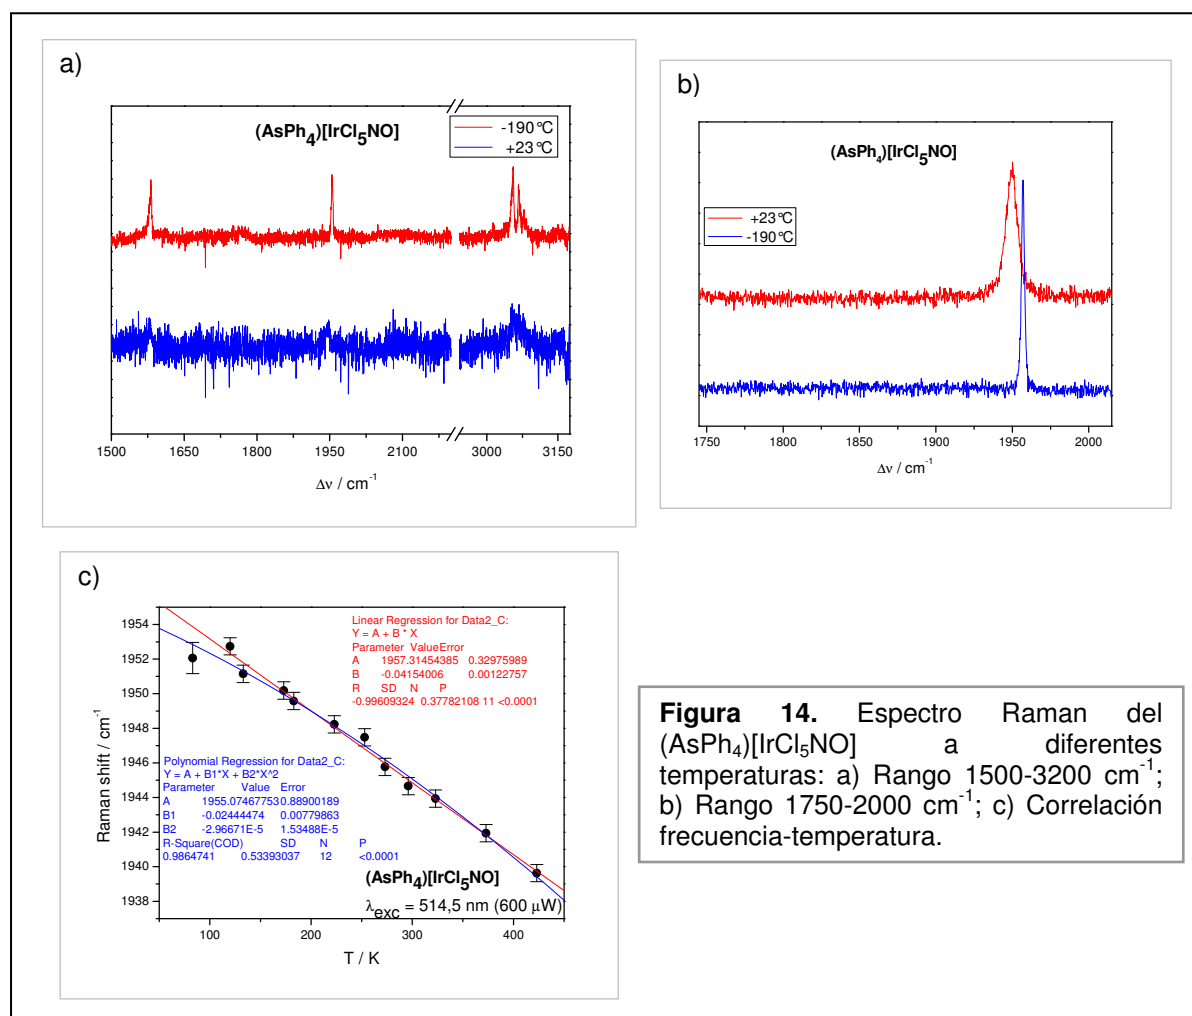 a)
(AsPh4)[IrCl5NO]
-190°C
+23°C
1500 1650 1800 1950 2100 3000 3150
Δν / cm-1
b)
(AsPh4)[IrCl5NO]
+23°C
-190°C
1750 1800 1850 1900 1950 2000
Δν / cm-1
c)
Raman shift / cm-1
1954
1952
1950
1948
1946
1944
1942
1940
1938
Linear Regression for Data2_C:
Y = A + B * X
Parameter ValueError
A 1957.31454385 0.32975989
B -0.04154006 0.00122757
R SD N P
-0.99609324 0.37782108 11 <0.0001
Polynomial Regression for Data2_C:
Y = A + B1*X + B2*X^2
Parameter Value Error
A 1955.07467753 0.88900189
B1 -0.02444474 0.00779863
B2 -2.96671E-5 1.53488E-5
R-Square(COD) SD N P
0.9864741 0.53393037 12 <0.0001
(AsPh4)[IrCl5NO]
λexc = 514,5 nm (600 μW)
100 200 300 400
T / K
Figura 14. Espectro Raman del
(AsPh4)[IrCl5NO] a diferentes
temperaturas: a) Rango 1500-3200 cm-1;
b) Rango 1750-2000 cm-1; c) Correlación
frecuencia-temperatura.